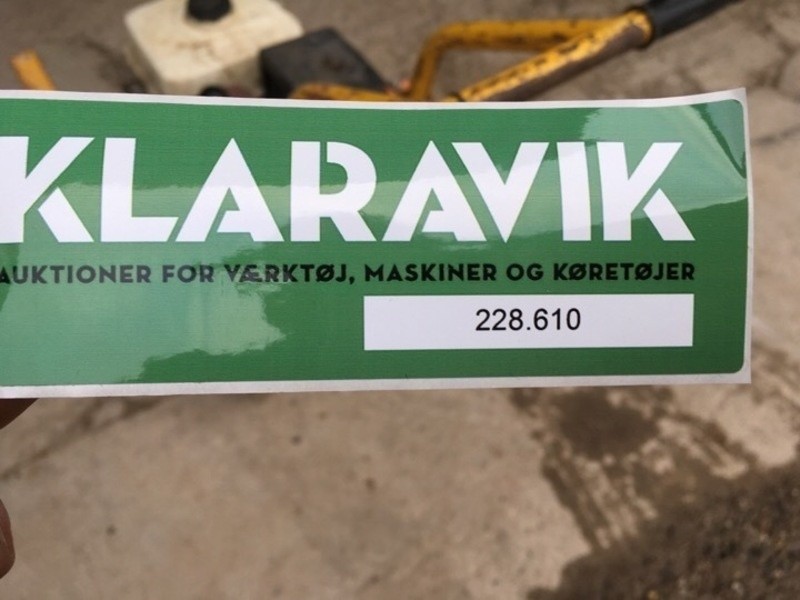 KLARAVIK
AUKTIONER FOR VÆRKTØJ, MASKINER OG KØRETØJER
228.610